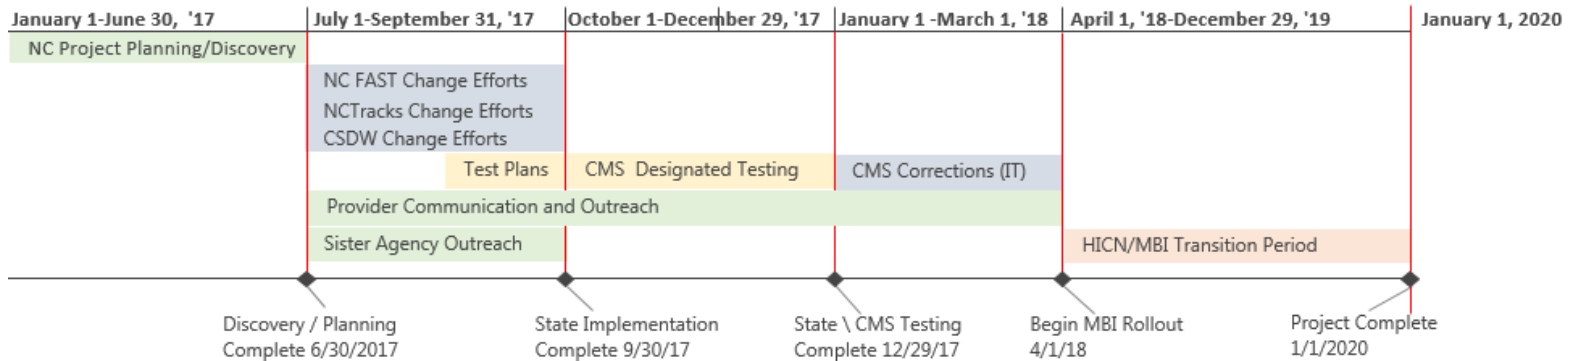 January 1-June 30, '17
July 1-September 31, '17
October 1-December 29, '17
January 1 -March 1, '18
April 1, '18-December 29, '19
January 1, 2020
NC Project Planning/Discovery
NC FAST Change Efforts
NCTracks Change Efforts
CSDW Change Efforts
Test Plans
CMS Designated Testing
CMS Corrections (IT)
Provider Communication and Outreach
Sister Agency Outreach
HICN/MBI Transition Period
Discovery / Planning
Complete 6/30/2017
State Implementation
Complete 9/30/17
State \ CMS Testing
Complete 12/29/17
Begin MBI Rollout
4/1/18
Project Complete
1/1/2020